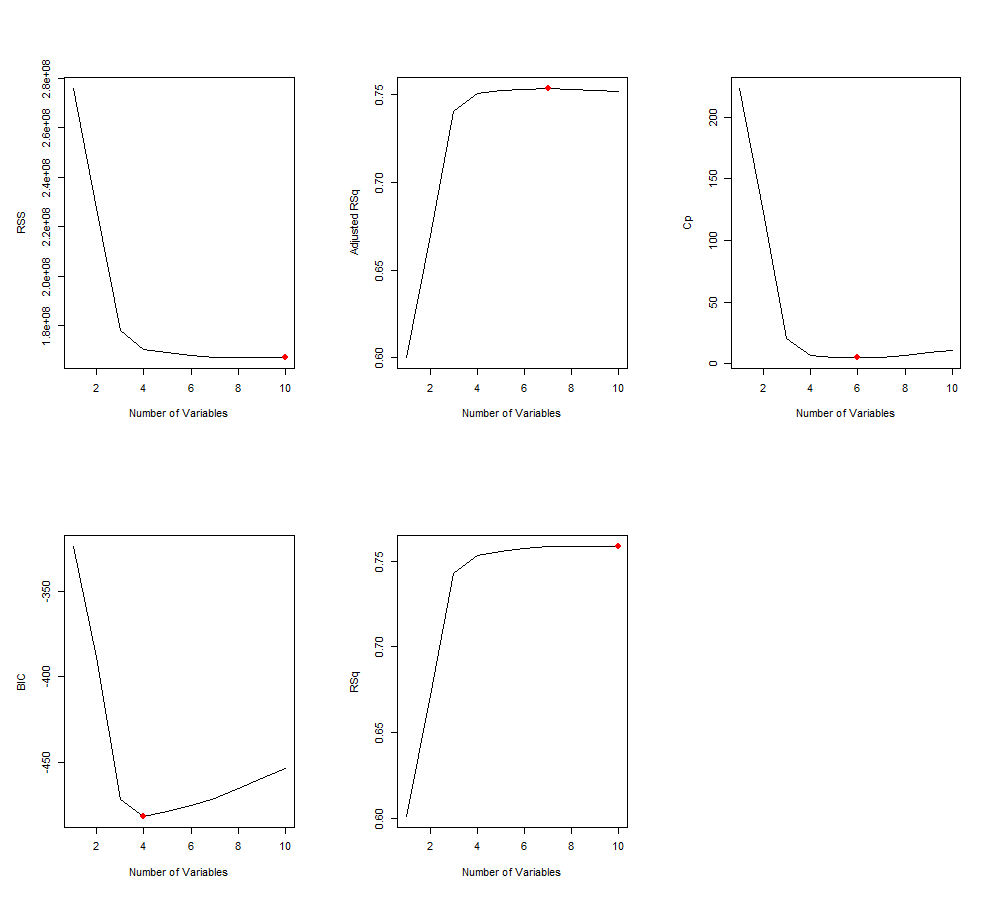 RSS
2.8e+08
2.6e+08
2.4e+08
2.2e+08
2.0e+08
1.8e+08
2 4 6 8 10
Number of Variables
Adjusted RSq
0.75
0.70
0.65
0.60
2 4 6 8 10
Number of Variables
Cp
200
150
100
50
0
2 4 6 8 10
Number of Variables
BIC
-350
-400
-450
2 4 6 8 10
Number of Variables
RSq
0.75
0.70
0.65
0.60
2 4 6 8 10
Number of Variables